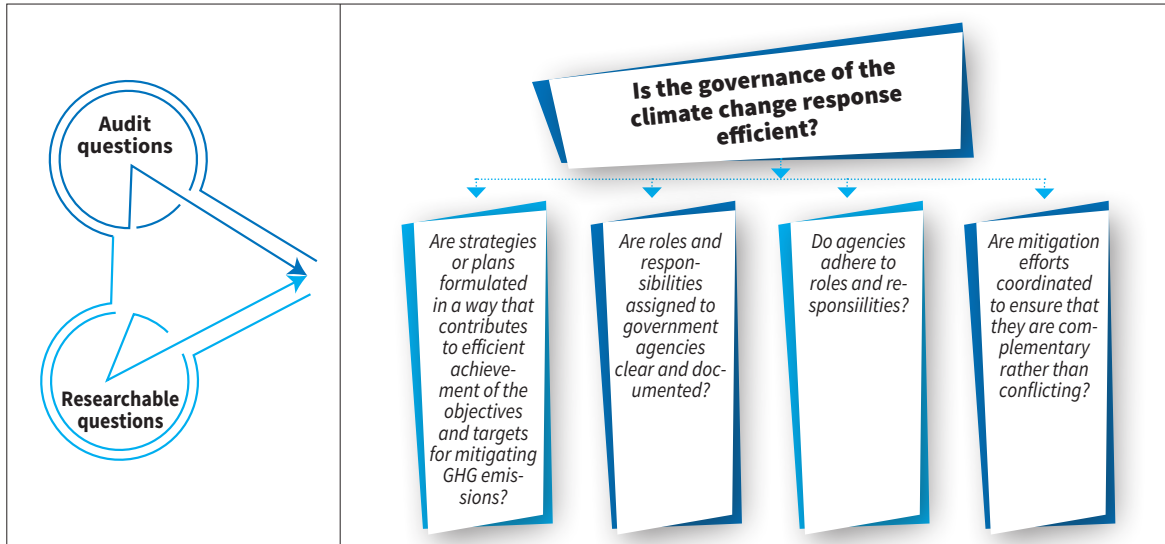 Audit
questions
Researchable
questions
Is the governance of the
climate change response
efficient?
Are strategies
or plans
formulated
in a way that
contributes
to efficient
achieve-
ment of the
objectives
and targets
for mitigating
GHG emis-
sions?
Are roles and
respon-
sibilities
assigned to
government
agencies
clear and doc-
umented?
Do agencies
adhere to
roles and re-
sponsiilities?
Are mitigation
efforts
coordinated
to ensure that
they are com-
plementary
rather than
conflicting?